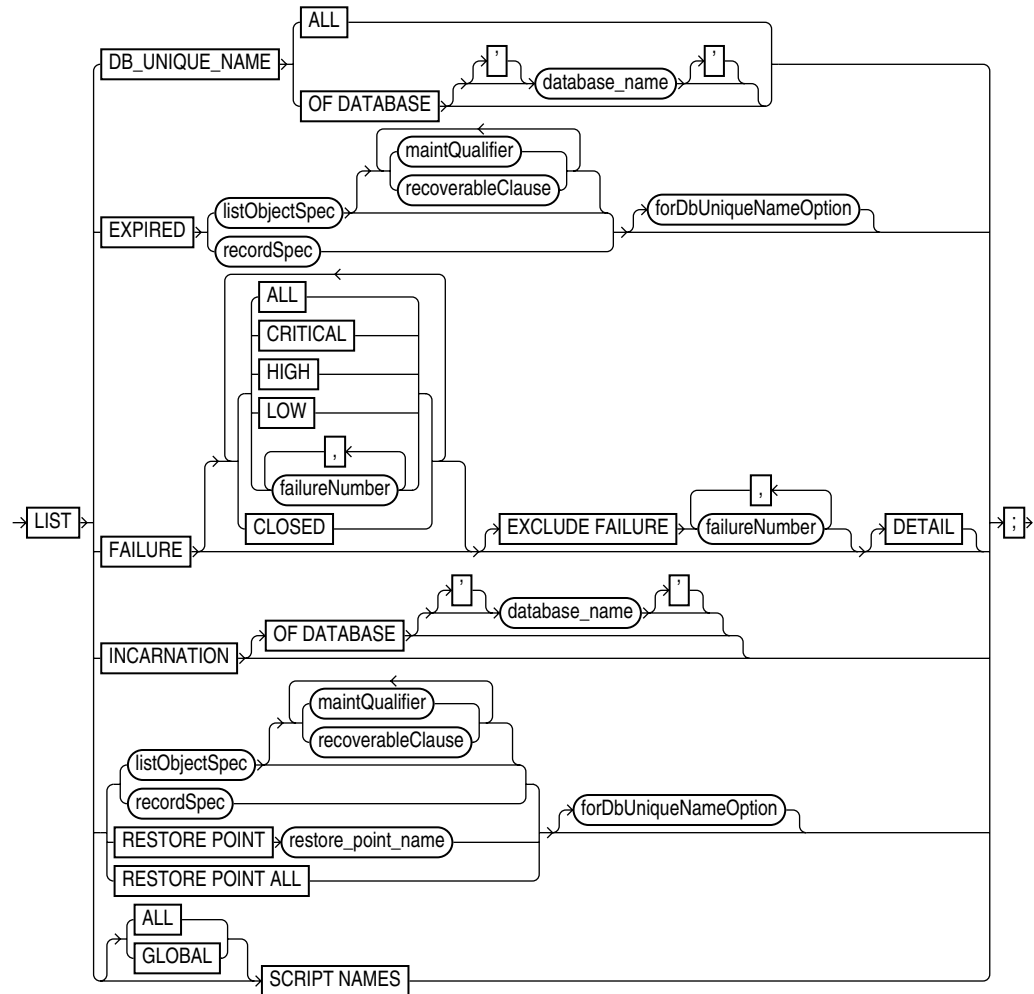 ALL
DB_UNIQUE_NAME
' '
database_name
OF DATABASE
maintQualifier
recoverableClause
listObjectSpec
forDbUniqueNameOption
EXPIRED
recordSpec
ALL
CRITICAL
HIGH
LOW
,
failureNumber
,
LIST
CLOSED
EXCLUDE FAILURE
failureNumber
DETAIL
;
FAILURE
' '
database_name
OF DATABASE
INCARNATION
maintQualifier
recoverableClause
listObjectSpec
recordSpec
forDbUniqueNameOption
RESTORE POINT
restore_point_name
RESTORE POINT ALL
ALL
GLOBAL
SCRIPT NAMES